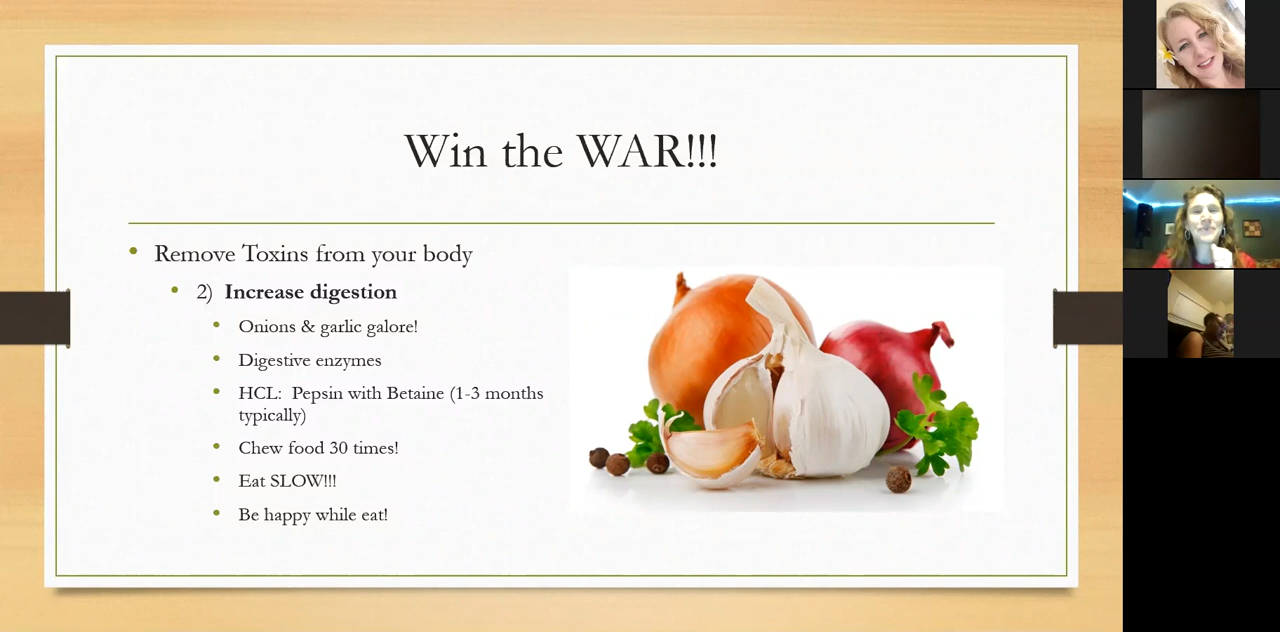 Win the WAR!!!
Remove Toxins from your body
2) Increase digestion
Onions & garlic galore!
Digestive enzymes
HCL: Pepsin with Betaine (1-3 months
typically)
Chew food 30 times!
Eat SLOW!!!
Be happy while eat!